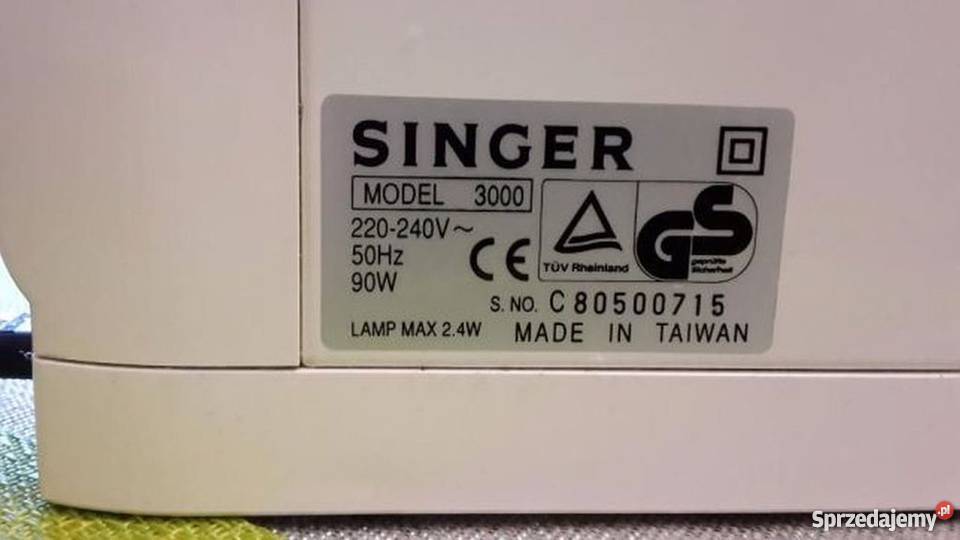 SINGER
MODEL 3000
220-240V~
50Hz
90W
CE
TÜV Rheinland
GS
geprüfte
Sicherheit
S. NO. C80500715
LAMP MAX 2.4W MADE IN TAIWAN
Sprzedajemy.pl